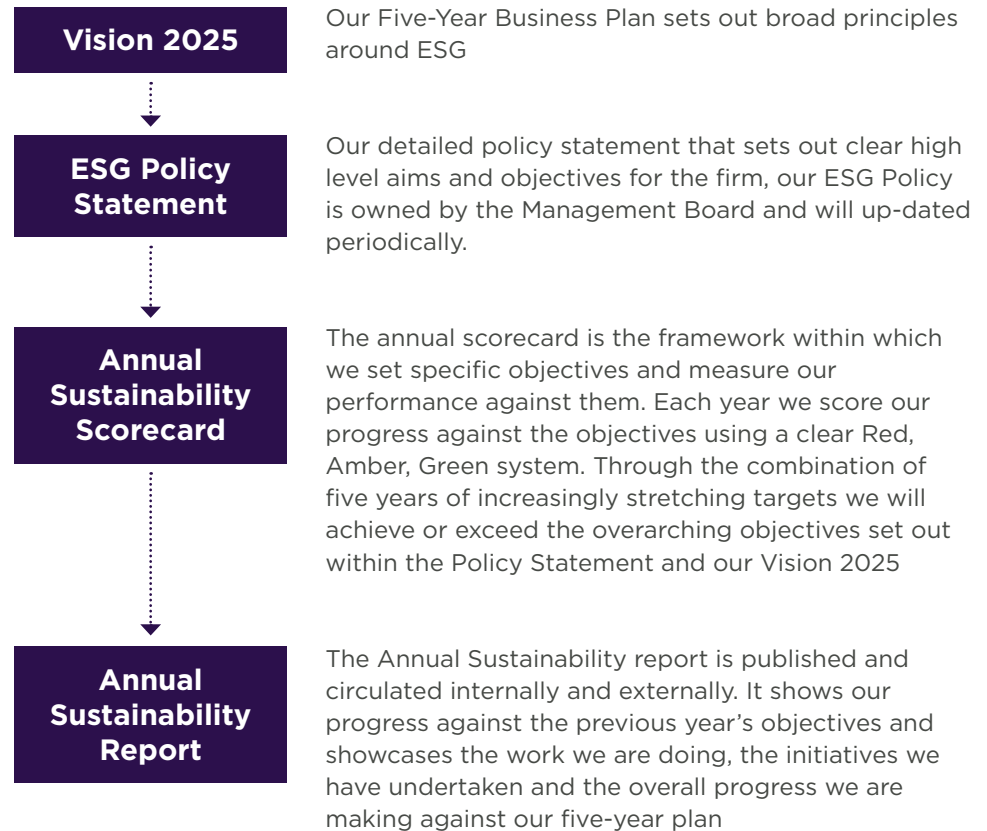 Vision 2025
Our Five-Year Business Plan sets out broad principles
around ESG
ESG Policy
Statement
Our detailed policy statement that sets out clear high
level aims and objectives for the firm, our ESG Policy
is owned by the Management Board and will up-dated
periodically.
Annual
Sustainability
Scorecard
The annual scorecard is the framework within which
we set specific objectives and measure our
performance against them. Each year we score our
progress against the objectives using a clear Red,
Amber, Green system. Through the combination of
five years of increasingly stretching targets we will
achieve or exceed the overarching objectives set out
within the Policy Statement and our Vision 2025
Annual
Sustainability
Report
The Annual Sustainability report is published and
circulated internally and externally. It shows our
progress against the previous year’s objectives and
showcases the work we are doing, the initiatives we
have undertaken and the overall progress we are
making against our five-year plan